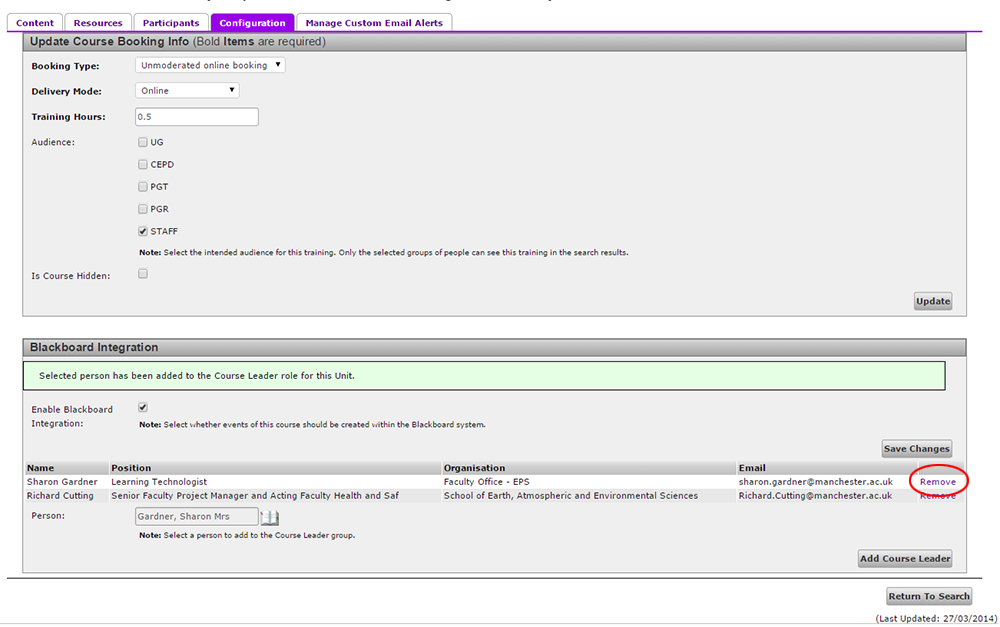 Content Resources Participants Configuration Manage Custom Email Alerts
Update Course Booking Info (Bold Items are required)
Booking Type: Unmoderated online booking
Delivery Mode: Online
Training Hours: 0.5
Audience: UG
CEPD
PGT
PGR
STAFF
Note: Select the intended audience for this training. Only the selected groups of people can see this training in the search results.
Is Course Hidden:
Update
Blackboard Integration
Selected person has been added to the Course Leader role for this Unit.
Enable Blackboard
Integration:
Note: Select whether events of this course should be created within the Blackboard system.
Save Changes
Name Position Organisation Email
Sharon Gardner Learning Technologist Faculty Office - EPS sharon.gardner@manchester.ac.uk Remove
Richard Cutting Senior Faculty Project Manager and Acting Faculty Health and Saf School of Earth, Atmospheric and Environmental Sciences Richard.Cutting@manchester.ac.uk Remove
Person: Gardner, Sharon Mrs
Note: Select a person to add to the Course Leader group.
Add Course Leader
Return To Search
(Last Updated: 27/03/2014)